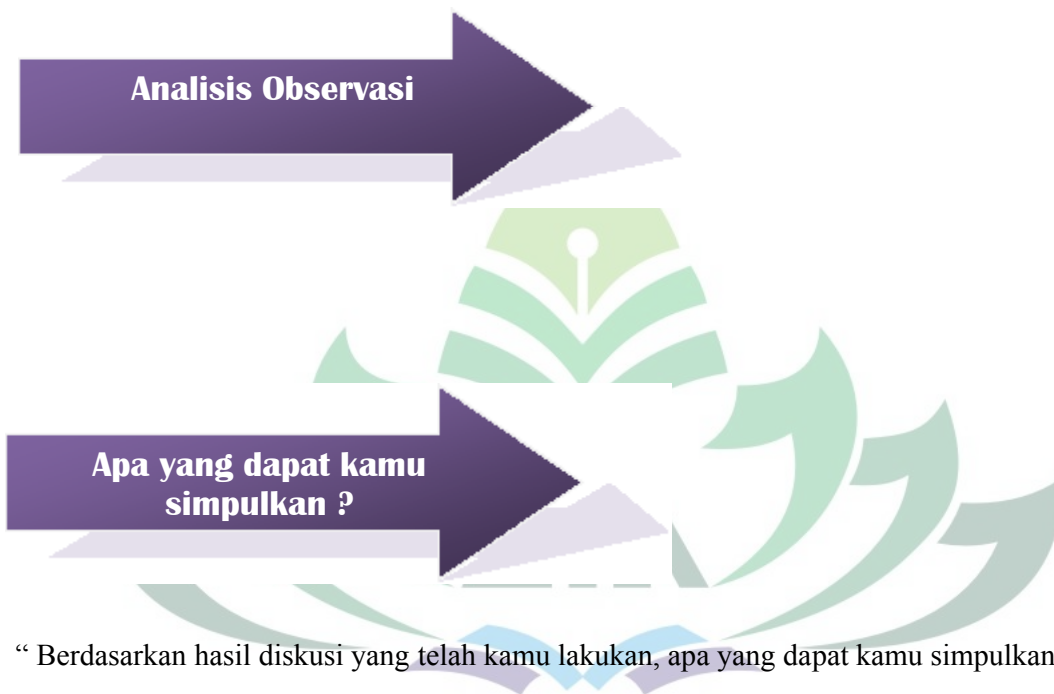 Analisis Observasi
Apa yang dapat kamu
simpulkan ?
“ Berdasarkan hasil diskusi yang telah kamu lakukan, apa yang dapat kamu simpulkan